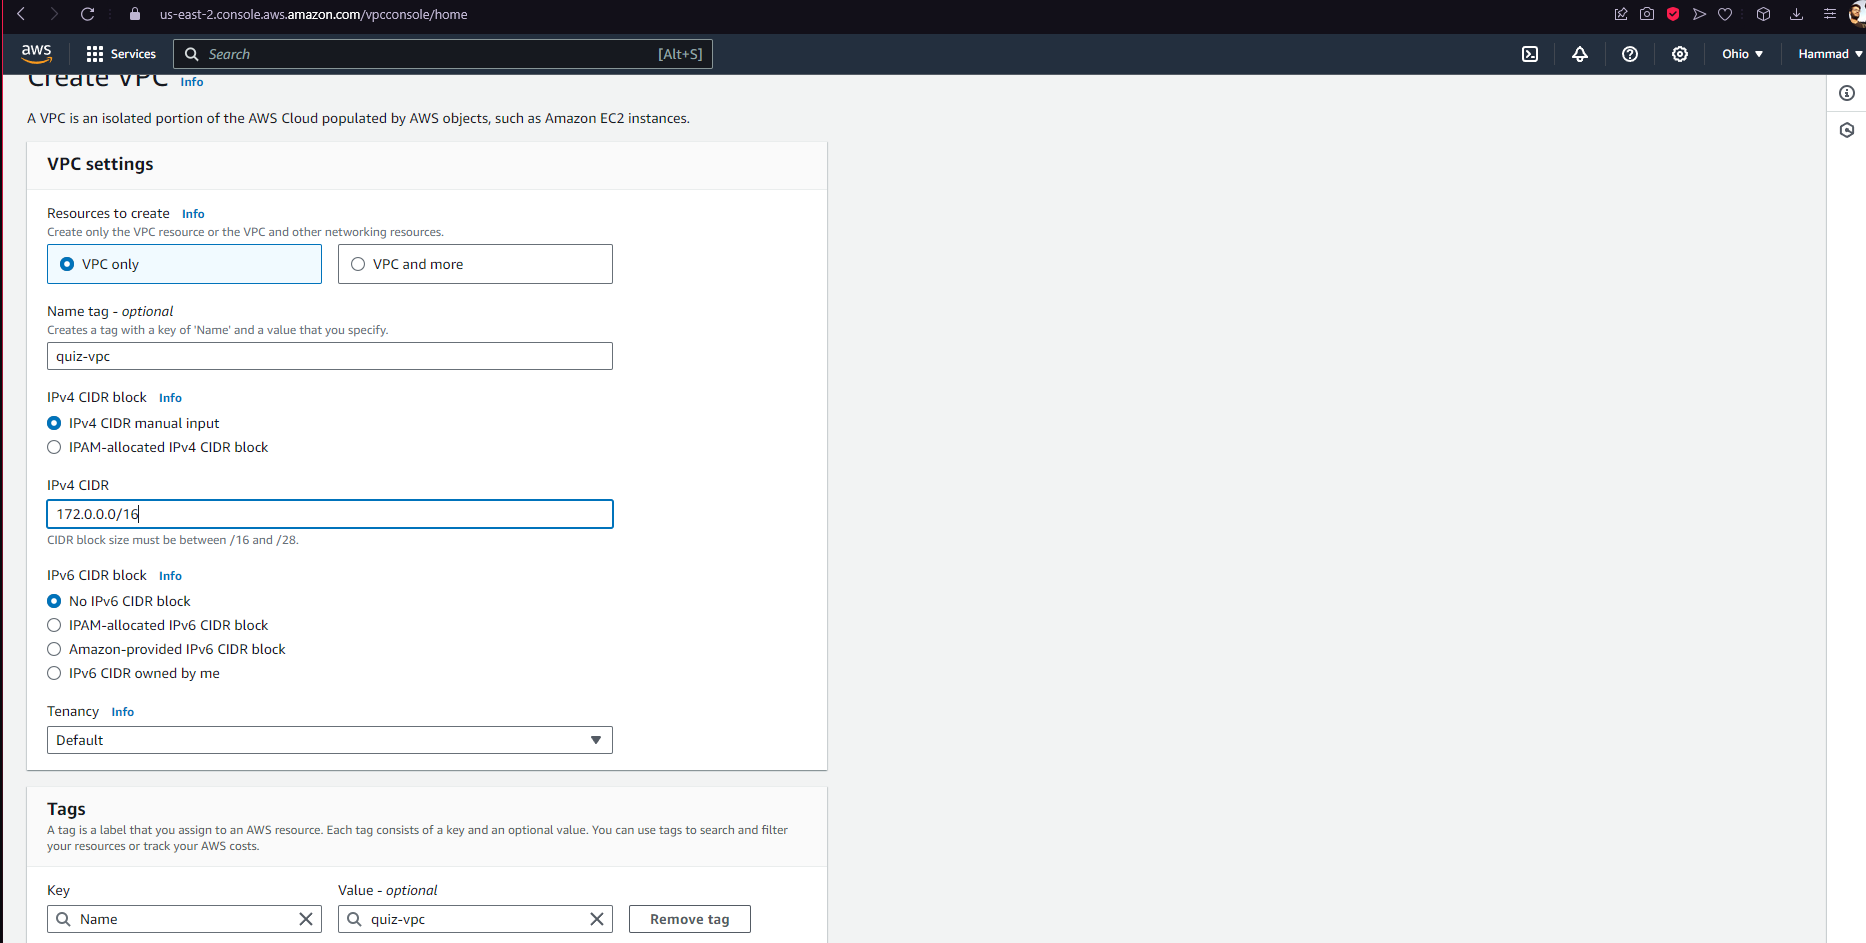 us-east-2.console.aws.amazon.com/vpcconsole/home
aws Services Search [Alt+S] Ohio Hammad
Create VPC Info
A VPC is an isolated portion of the AWS Cloud populated by AWS objects, such as Amazon EC2 instances.
VPC settings
Resources to create Info
Create only the VPC resource or the VPC and other networking resources.
VPC only VPC and more
Name tag - optional
Creates a tag with a key of 'Name' and a value that you specify.
quiz-vpc
IPv4 CIDR block Info
IPv4 CIDR manual input
IPAM-allocated IPv4 CIDR block
IPv4 CIDR
172.0.0.0/16
CIDR block size must be between /16 and /28.
IPv6 CIDR block Info
No IPv6 CIDR block
IPAM-allocated IPv6 CIDR block
Amazon-provided IPv6 CIDR block
IPv6 CIDR owned by me
Tenancy Info
Default
Tags
A tag is a label that you assign to an AWS resource. Each tag consists of a key and an optional value. You can use tags to search and filter
your resources or track your AWS costs.
Key Value - optional
Name quiz-vpc Remove tag